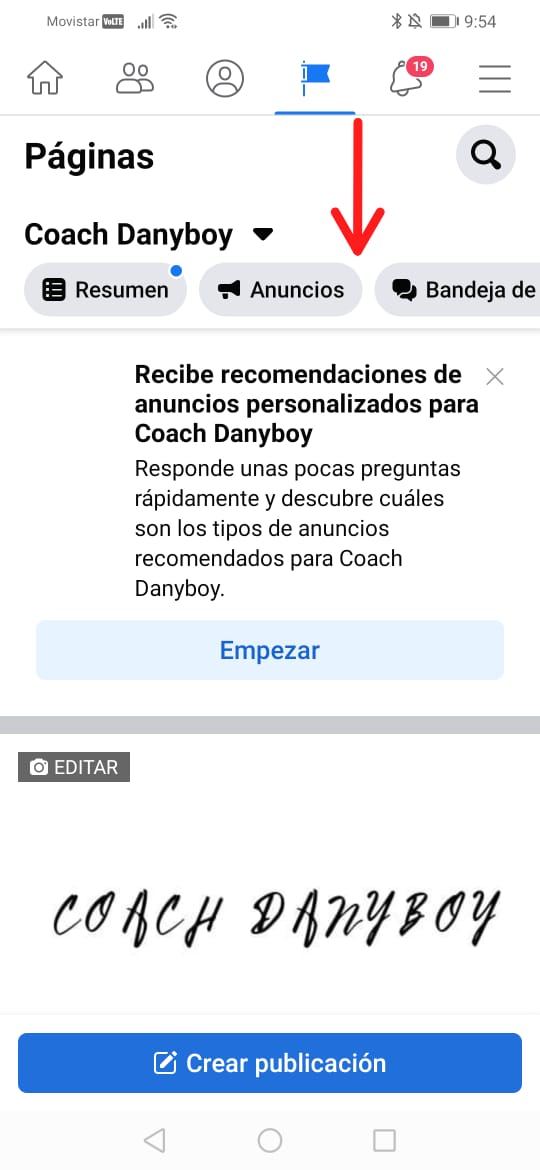 Movistar VoLTE 9:54
19
Páginas
Coach Danyboy
Resumen Anuncios Bandeja de
Recibe recomendaciones de
anuncios personalizados para
Coach Danyboy
Responde unas pocas preguntas
rápidamente y descubre cuáles
son los tipos de anuncios
recomendados para Coach
Danyboy.
Empezar
EDITAR
COACH DANYBOY
Crear publicación